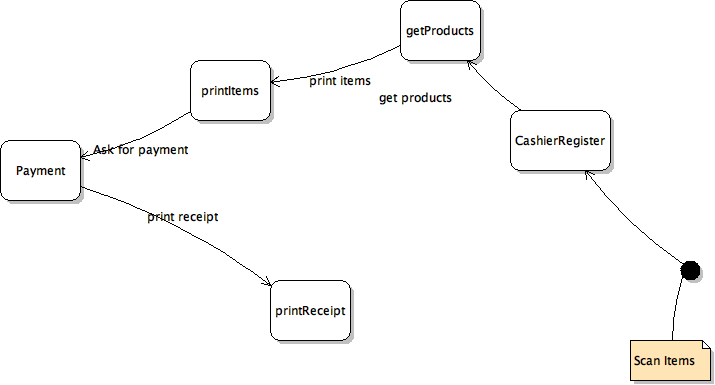 getProducts
print items
printItems
get products
CashierRegister
Ask for payment
Payment
print receipt
printReceipt
Scan Items